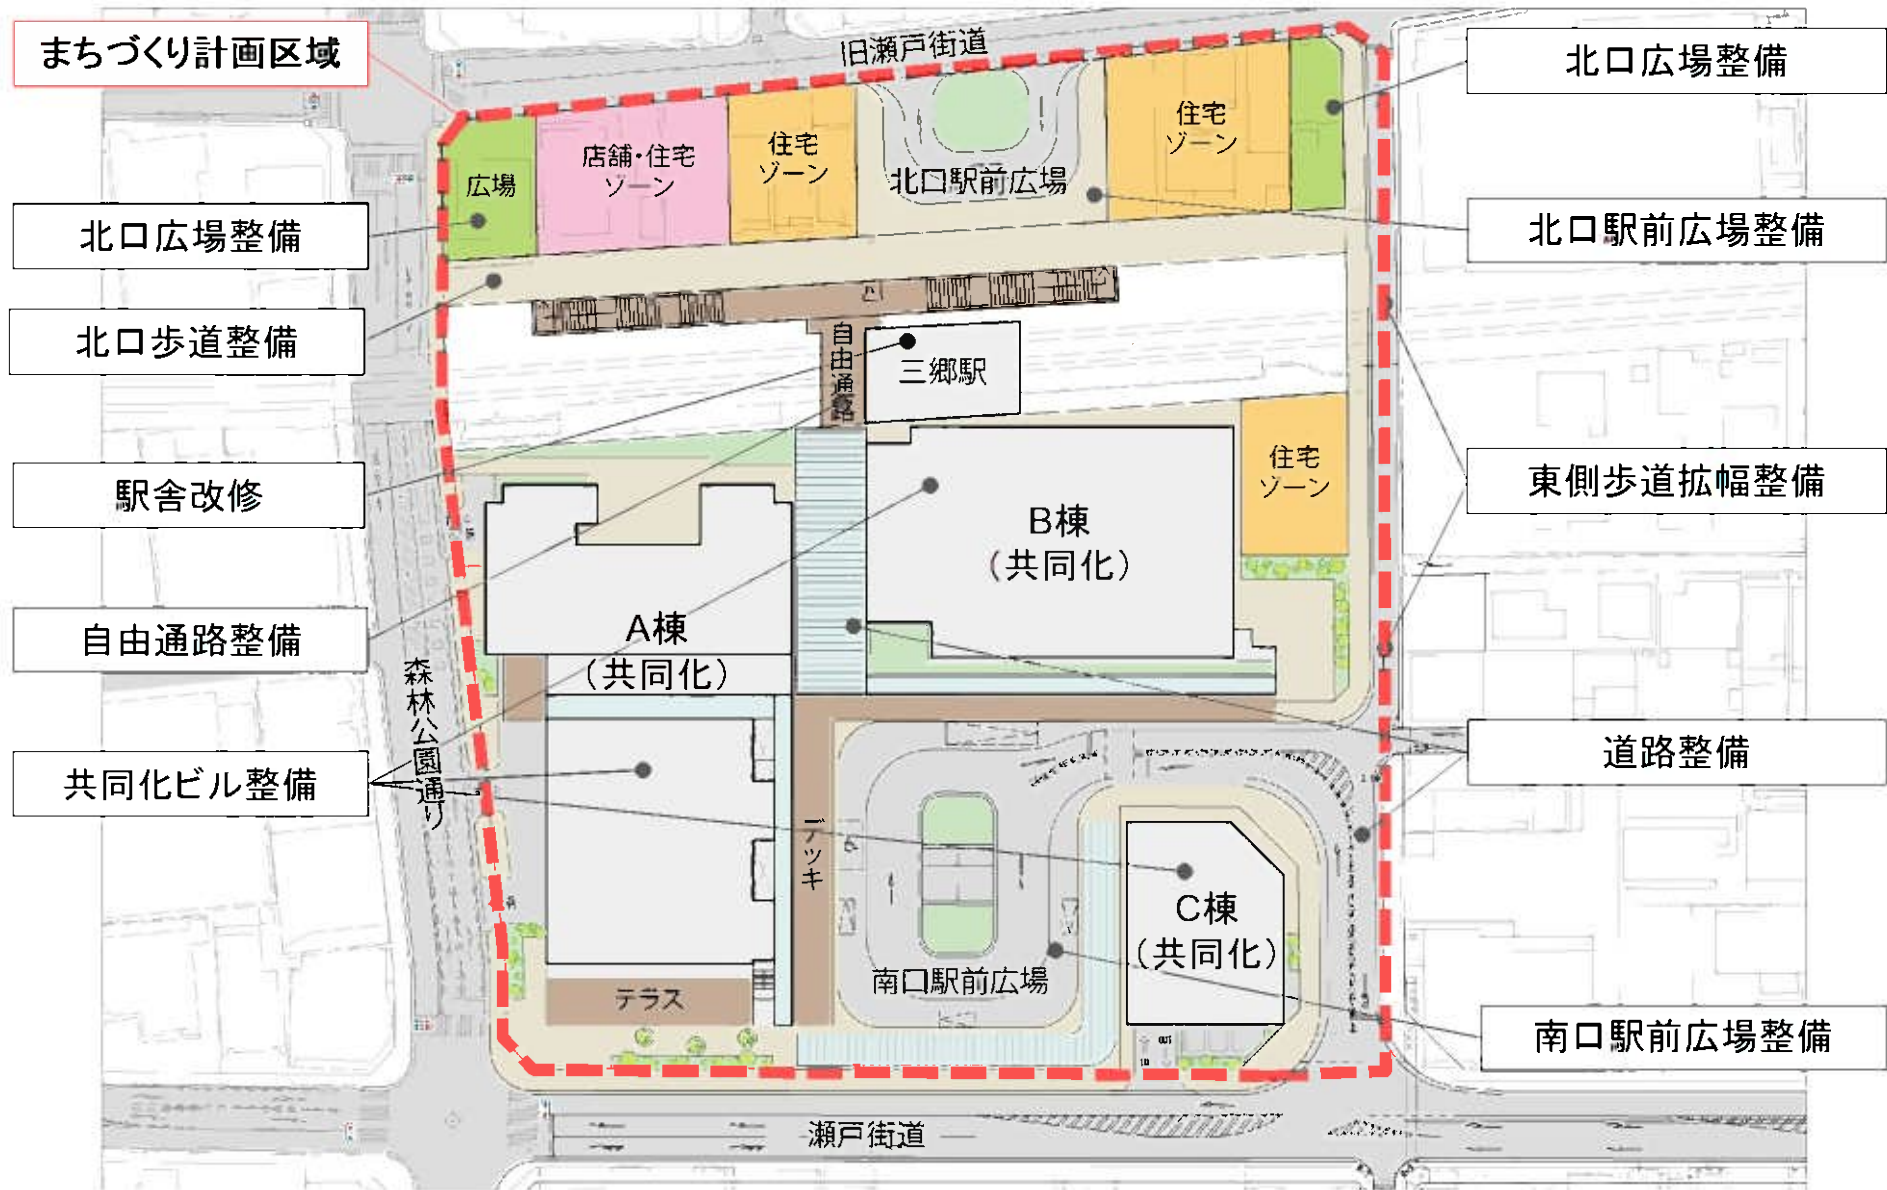 まちづくり計画区域
旧瀬戸街道
北口広場整備
広場
店舗・住宅
ゾーン
住宅
ゾーン
北口駅前広場
住宅
ゾーン
北口広場整備
北口駅前広場整備
北口歩道整備
自由通路
三郷駅
駅舎改修
住宅
ゾーン
東側歩道拡幅整備
B棟
(共同化)
自由通路整備
A棟
(共同化)
森林公園通り
共同化ビル整備
道路整備
デッキ
C棟
(共同化)
南口駅前広場
テラス
南口駅前広場整備
瀬戸街道